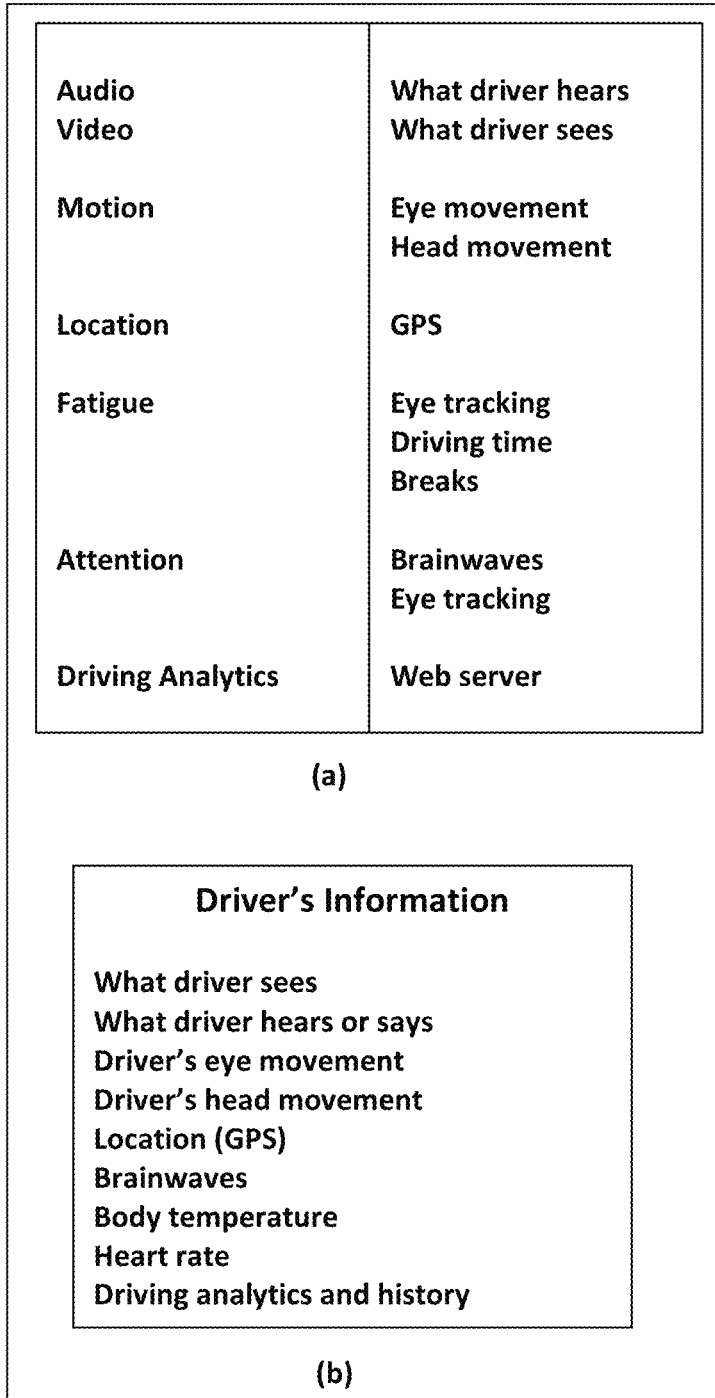 Audio What driver hears
Video What driver sees
Motion Eye movement
Head movement
Location GPS
Fatigue Eye tracking
Driving time
Breaks
Attention Brainwaves
Eye tracking
Driving Analytics Web server
(a)
Driver’s Information
What driver sees
What driver hears or says
Driver’s eye movement
Driver’s head movement
Location (GPS)
Brainwaves
Body temperature
Heart rate
Driving analytics and history
(b)